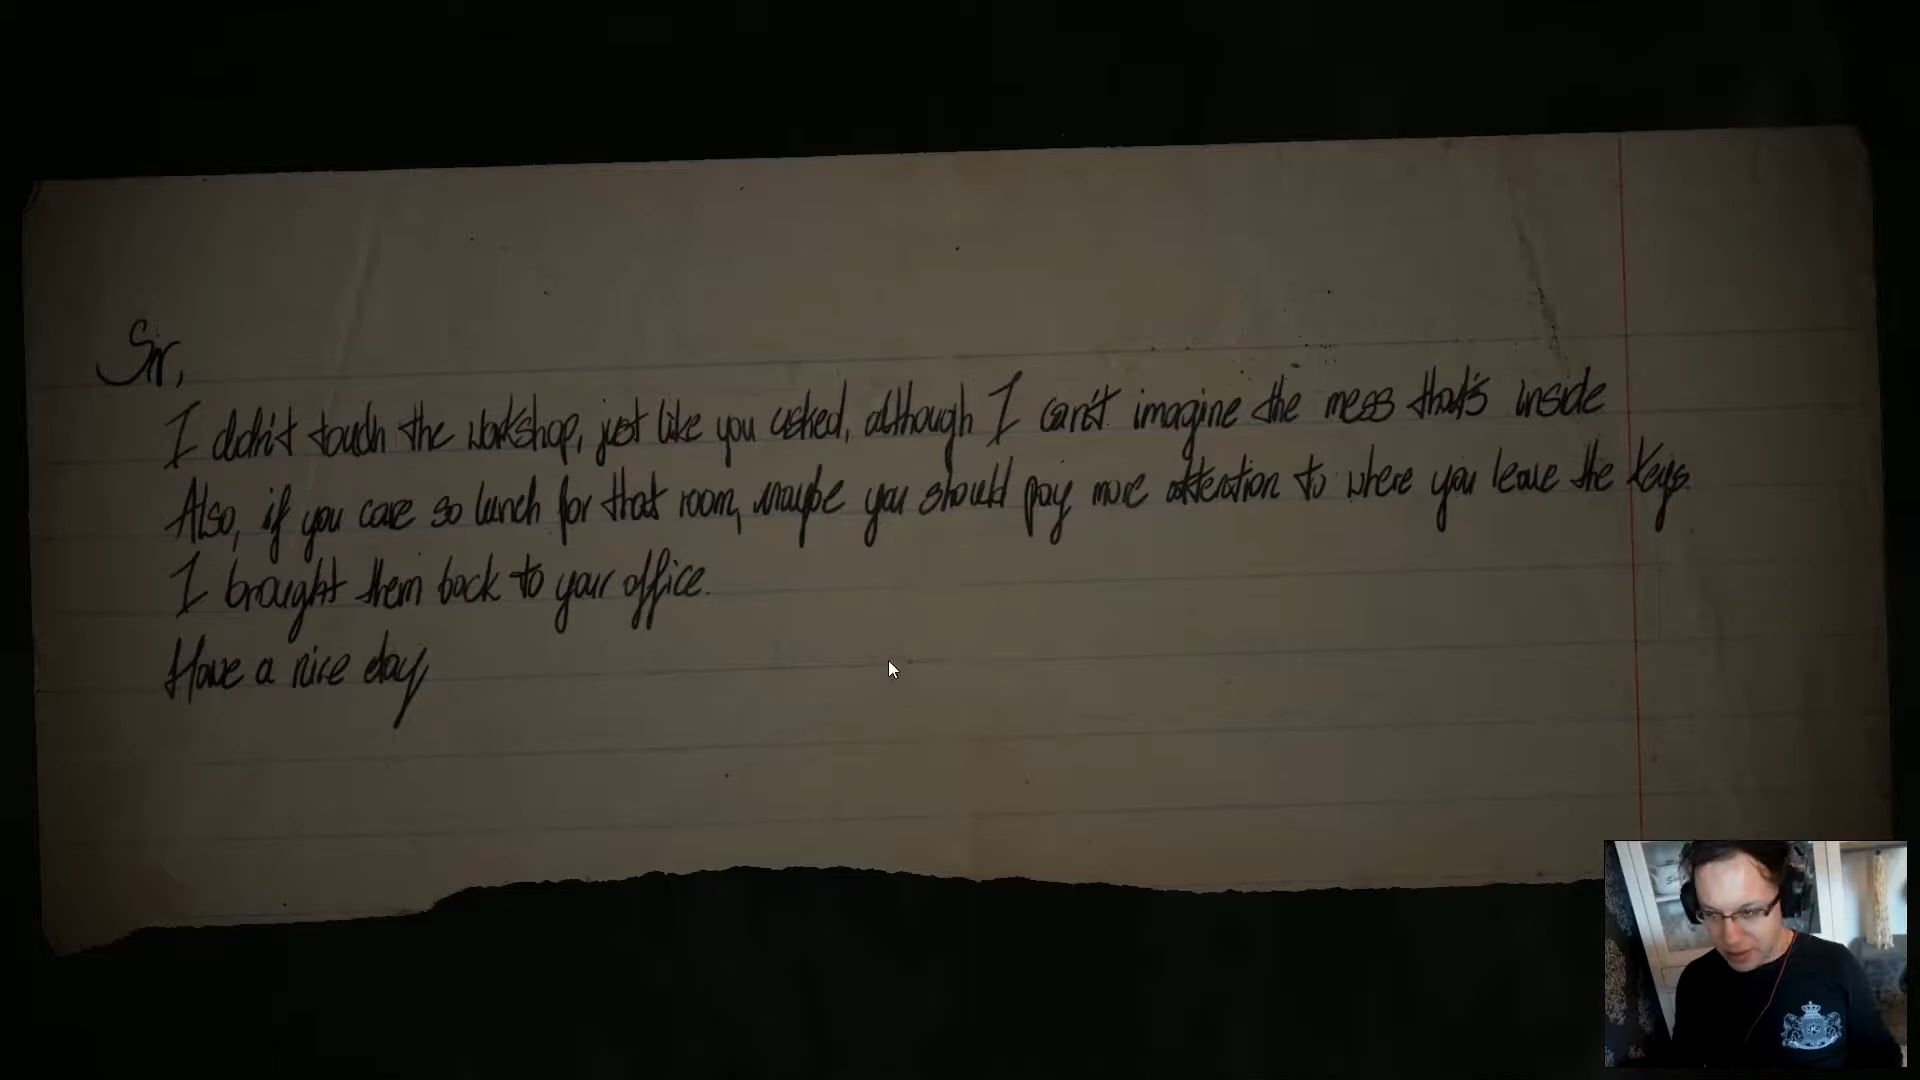 Sir,
I didn't touch the workshop, just like you asked, although I can't imagine the mess that's inside
Also, if you care so much for that room, maybe you should pay more attention to where you leave the keys.
I brought them back to your office.
Have a nice day